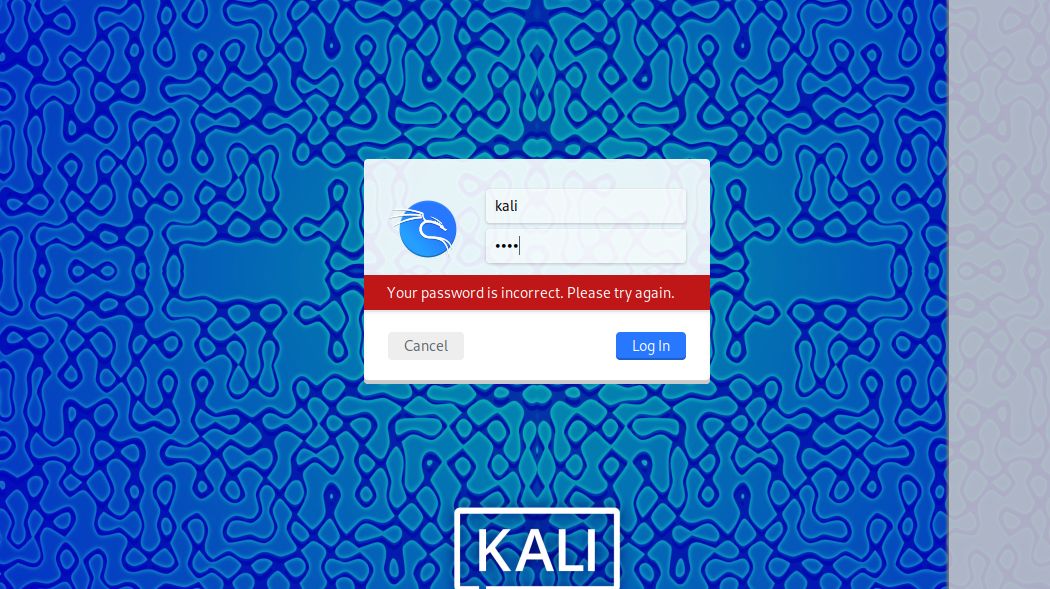 kali
••••
Your password is incorrect. Please try again.
Cancel
Log In
KALI